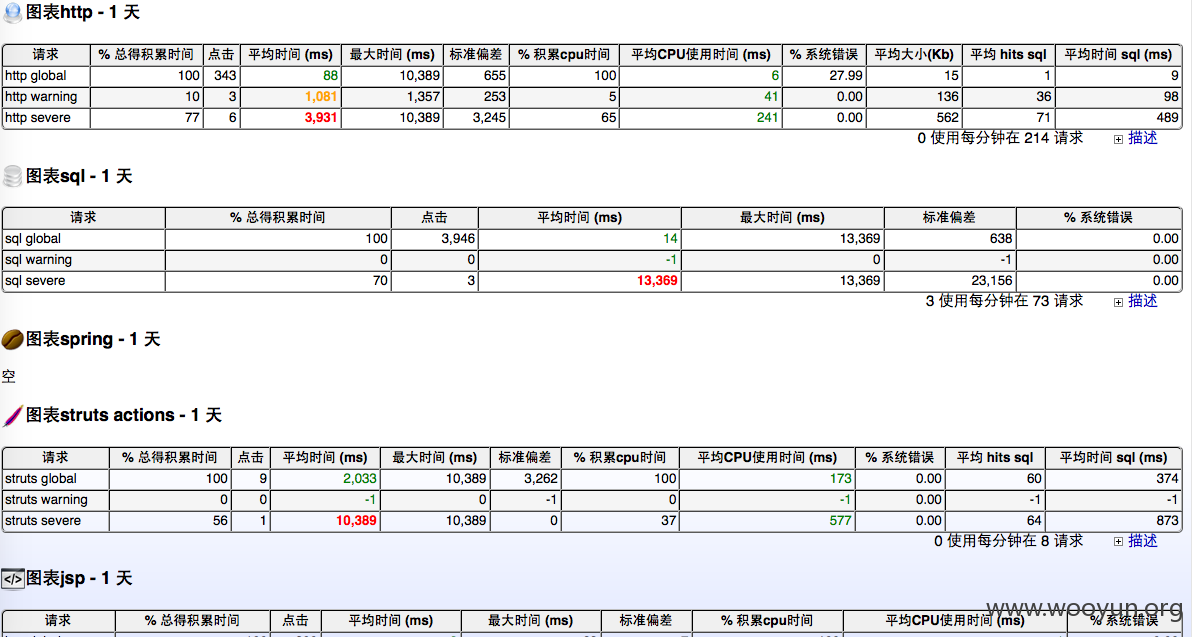 图表http - 1 天
请求 % 总得积累时间 点击 平均时间 (ms) 最大时间 (ms) 标准偏差 % 积累cpu时间 平均CPU使用时间 (ms) % 系统错误 平均大小(Kb) 平均 hits sql 平均时间 sql (ms)
http global 100 343 88 10,389 655 100 6 27.99 15 1 9
http warning 10 3 1,081 1,357 253 5 41 0.00 136 36 98
http severe 77 6 3,931 10,389 3,245 65 241 0.00 562 71 489
0 使用每分钟在 214 请求 描述
图表sql - 1 天
请求 % 总得积累时间 点击 平均时间 (ms) 最大时间 (ms) 标准偏差 % 系统错误
sql global 100 3,946 14 13,369 638 0.00
sql warning 0 0 -1 0 -1 0.00
sql severe 70 3 13,369 13,369 23,156 0.00
3 使用每分钟在 73 请求 描述
图表spring - 1 天
空
图表struts actions - 1 天
请求 % 总得积累时间 点击 平均时间 (ms) 最大时间 (ms) 标准偏差 % 积累cpu时间 平均CPU使用时间 (ms) % 系统错误 平均 hits sql 平均时间 sql (ms)
struts global 100 9 2,033 10,389 3,262 100 173 0.00 60 374
struts warning 0 0 -1 0 -1 0 -1 0.00 -1 -1
struts severe 56 1 10,389 10,389 0 37 577 0.00 64 873
0 使用每分钟在 8 请求 描述
图表jsp - 1 天
请求 % 总得积累时间 点击 平均时间 (ms) 最大时间 (ms) 标准偏差 % 积累cpu时间 平均CPU使用时间 (ms) % 系统错误
www.wooyun.org